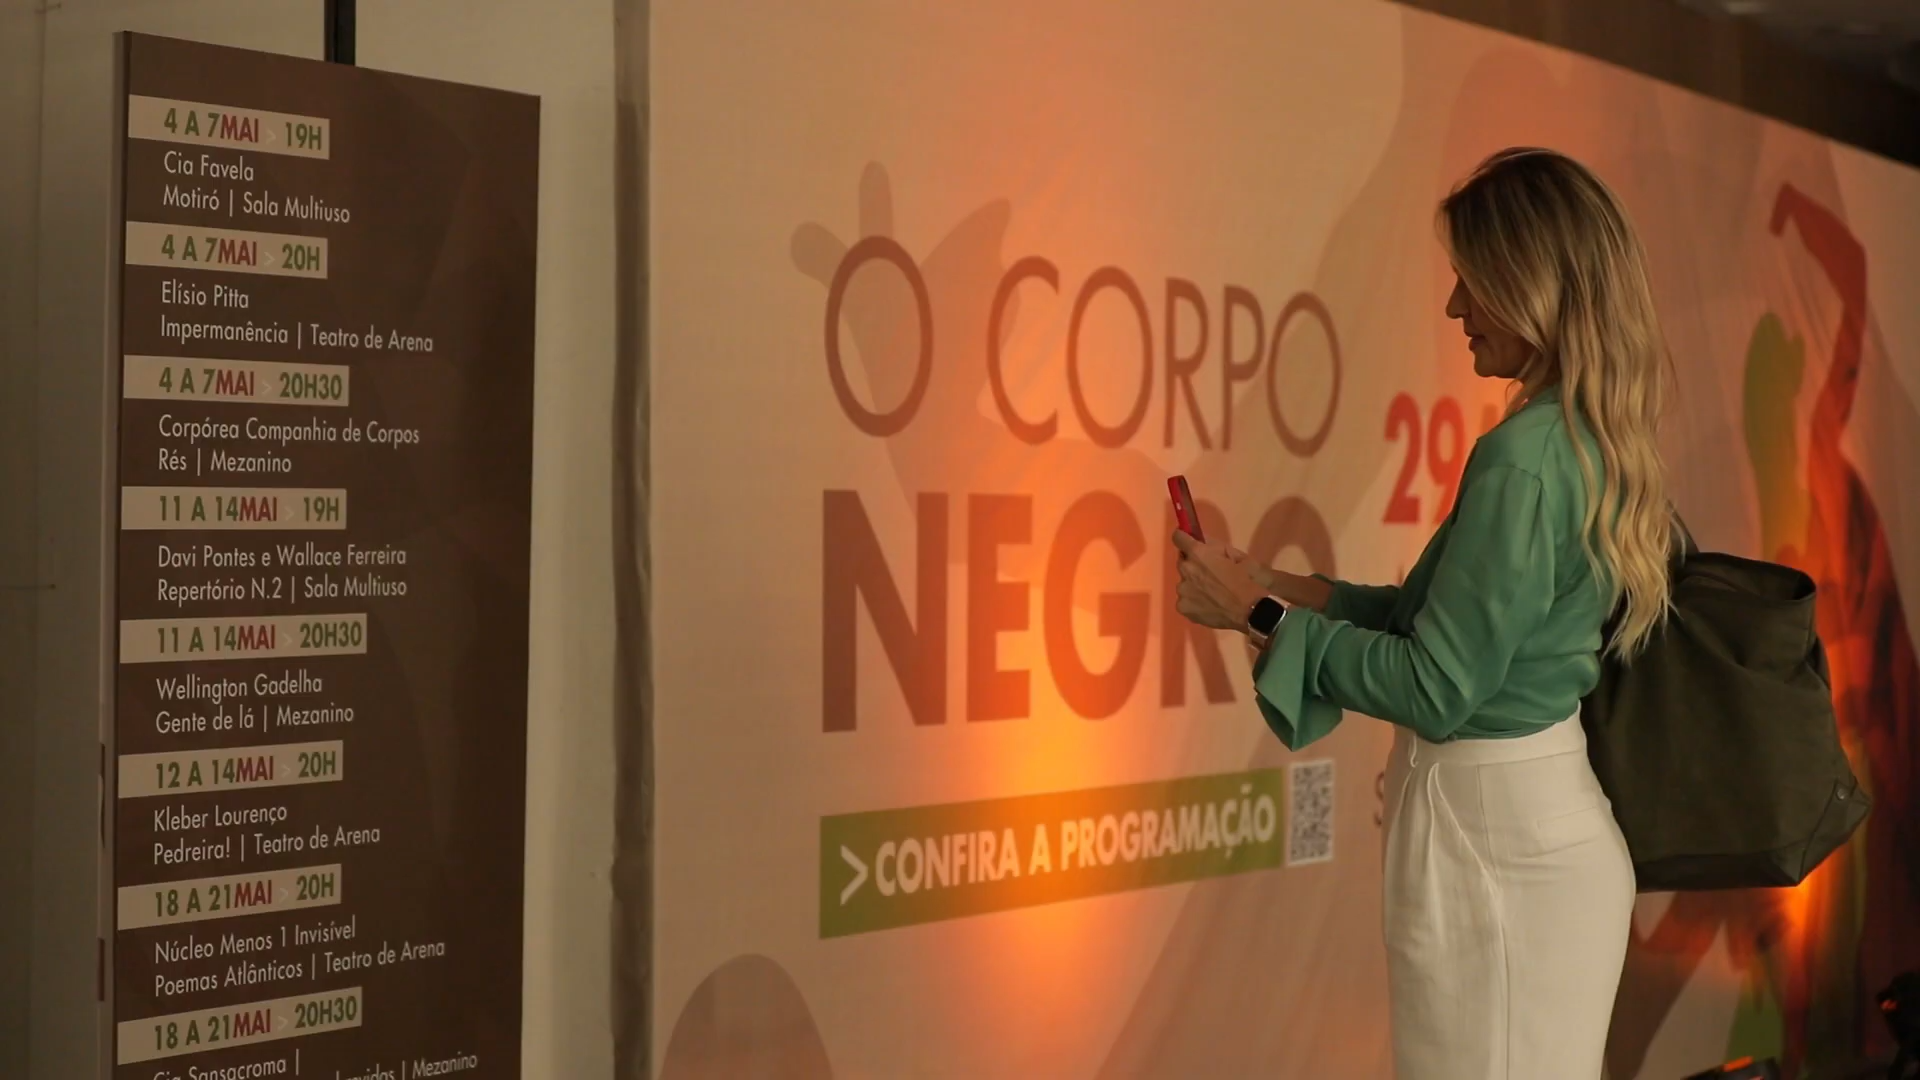 4 A 7MAI > 19H
Cia Favela
Motiró | Sala Multiuso
4 A 7MAI > 20H
Elísio Pitta
Impermanência | Teatro de Arena
4 A 7MAI > 20H30
Corpórea Companhia de Corpos
Rés | Mezanino
11 A 14MAI > 19H
Davi Pontes e Wallace Ferreira
Repertório N.2 | Sala Multiuso
11 A 14MAI > 20H30
Wellington Gadelha
Gente de lá | Mezanino
12 A 14MAI > 20H
Kleber Lourenço
Pedreira! | Teatro de Arena
18 A 21MAI > 20H
Núcleo Menos 1 Invisível
Poemas Atlânticos | Teatro de Arena
18 A 21MAI > 20H30
Cia Sansacroma |
| Mezanino
O CORPO
NEGRO
29
> CONFIRA A PROGRAMAÇÃO